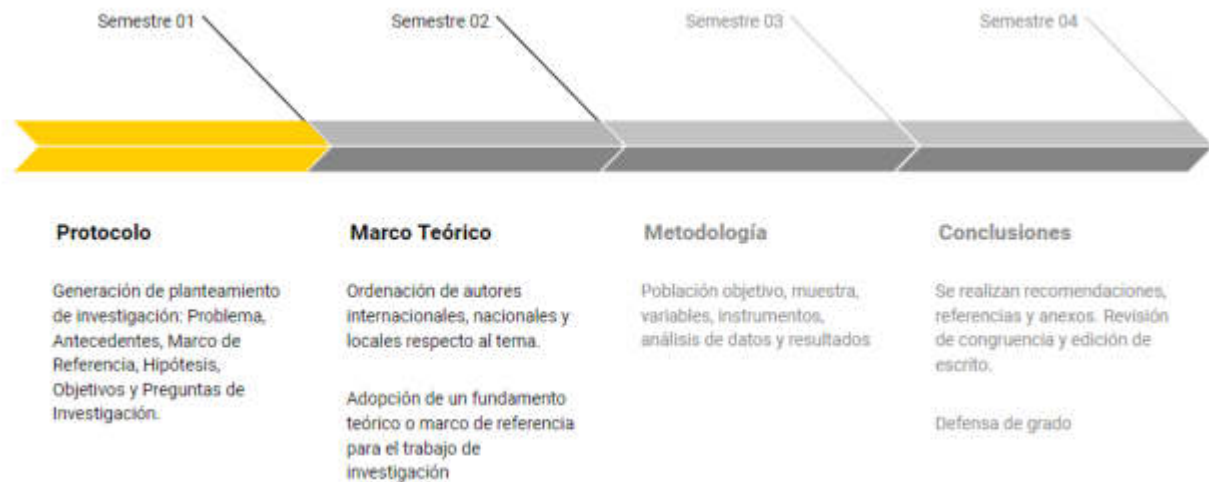 Semestre 01
Semestre 02
Semestre 03
Semestre 04
Protocolo
Generación de planteamiento
de investigación: Problema,
Antecedentes, Marco de
Referencia, Hipótesis,
Objetivos y Preguntas de
Investigación.
Marco Teórico
Ordenación de autores
internacionales, nacionales y
locales respecto al tema.
Adopción de un fundamento
teórico o marco de referencia
para el trabajo de
investigación
Metodología
Población objetivo, muestra,
variables, instrumentos,
análisis de datos y resultados
Conclusiones
Se realizan recomendaciones,
referencias y anexos. Revisión
de congruencia y edición de
escrito.
Defensa de grado